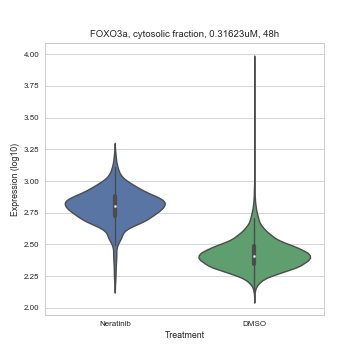 FOXO3a, cytosolic fraction, 0.31623uM, 48h
4.00
3.75
3.50
3.25
3.00
2.75
2.50
2.25
2.00
Expression (log10)
Neratinib
DMSO
Treatment